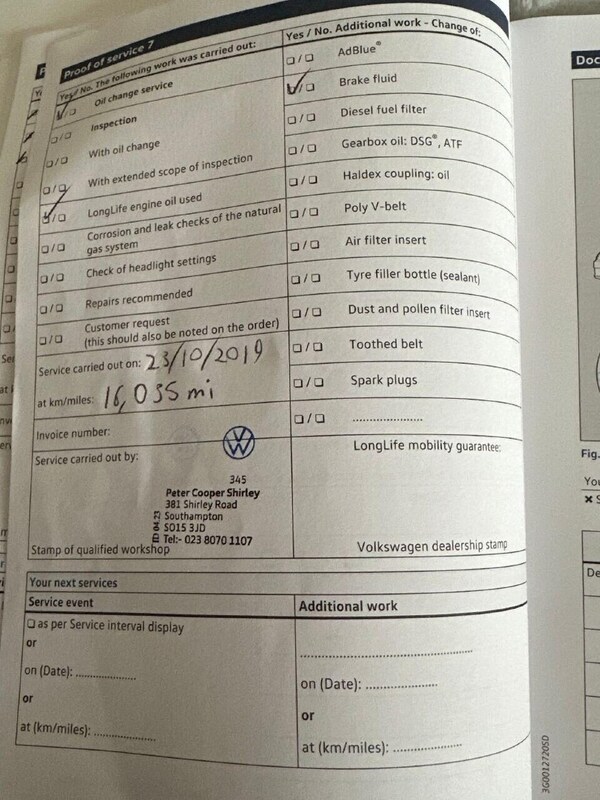 Proof of service 7
Yes / No. The following work was carried out:
☑/☐ Oil change service
☐/☐ Inspection
☐/☐ With oil change
☐/☐ With extended scope of inspection
☑/☐ LongLife engine oil used
☐/☐ Corrosion and leak checks of the natural
gas system
☐/☐ Check of headlight settings
☐/☐ Repairs recommended
☐/☐ Customer request
(this should also be noted on the order)
Service carried out on: 23/10/2019
at km/miles: 16,035 mi
Invoice number:
Service carried out by:
345
Peter Cooper Shirley
381 Shirley Road
Southampton
SO15 3JD
Tel:- 023 8070 1107
Stamp of qualified workshop
Yes / No. Additional work - Change of:
☐/☐ AdBlue®
☑/☐ Brake fluid
☐/☐ Diesel fuel filter
☐/☐ Gearbox oil: DSG®, ATF
☐/☐ Haldex coupling: oil
☐/☐ Poly V-belt
☐/☐ Air filter insert
☐/☐ Tyre filler bottle (sealant)
☐/☐ Dust and pollen filter insert
☐/☐ Toothed belt
☐/☐ Spark plugs
☐/☐ ....................
LongLife mobility guarantee:
Volkswagen dealership stamp
Your next services
Service event
☐ as per Service interval display
or
on (Date): ................
or
at (km/miles): ................
Additional work
..............................................
on (Date): ...................
or
at (km/miles): ...................
3G0012720SD
Doc
Fig.
You
De